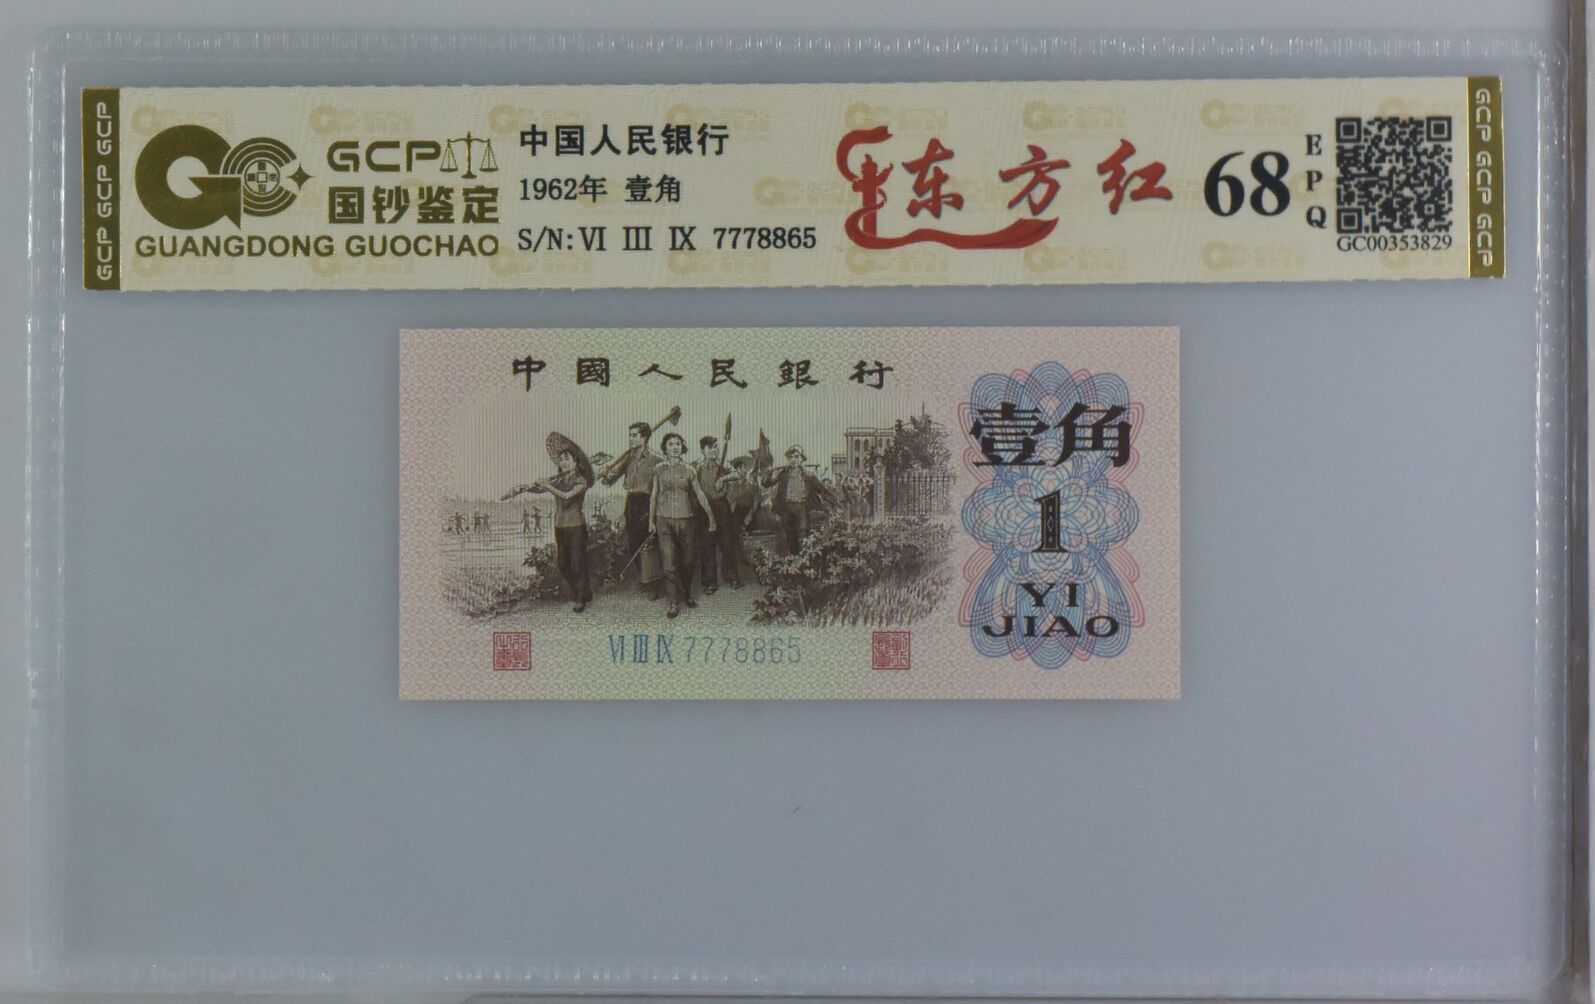 GCP GCP GCP
GCP
国钞鉴定
GUANGDONG GUOCHAO
中国人民银行
1962年 壹角
S/N: VI III IX 7778865
东方红
68
EPQ
GC00353829
GCP GCP GCP
中國人民銀行
壹角
1
YI
JIAO
VI III IX 7778865